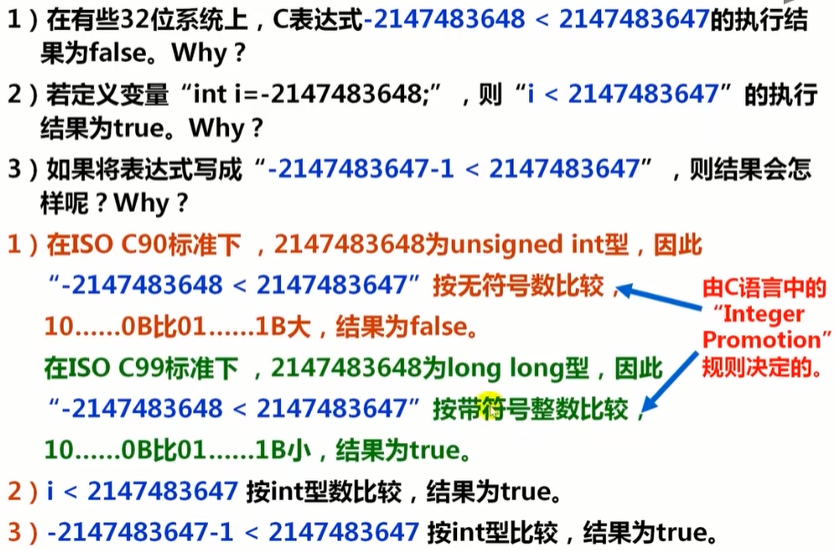 1）在有些32位系统上，C表达式-2147483648 < 2147483647的执行结
果为false。Why？
2）若定义变量“int i=-2147483648;”，则“i < 2147483647”的执行
结果为true。Why？
3）如果将表达式写成“-2147483647-1 < 2147483647”，则结果会怎
样呢？Why？
1）在ISO C90标准下，2147483648为unsigned int型，因此
“-2147483648 < 2147483647”按无符号数比较，
10……0B比01……1B大，结果为false。
在ISO C99标准下，2147483648为long long型，因此
“-2147483648 < 2147483647”按带符号整数比较，
10……0B比01……1B小，结果为true。
由C语言中的
“Integer
Promotion”
规则决定的。
2）i < 2147483647 按int型数比较，结果为true。
3）-2147483647-1 < 2147483647 按int型比较，结果为true。